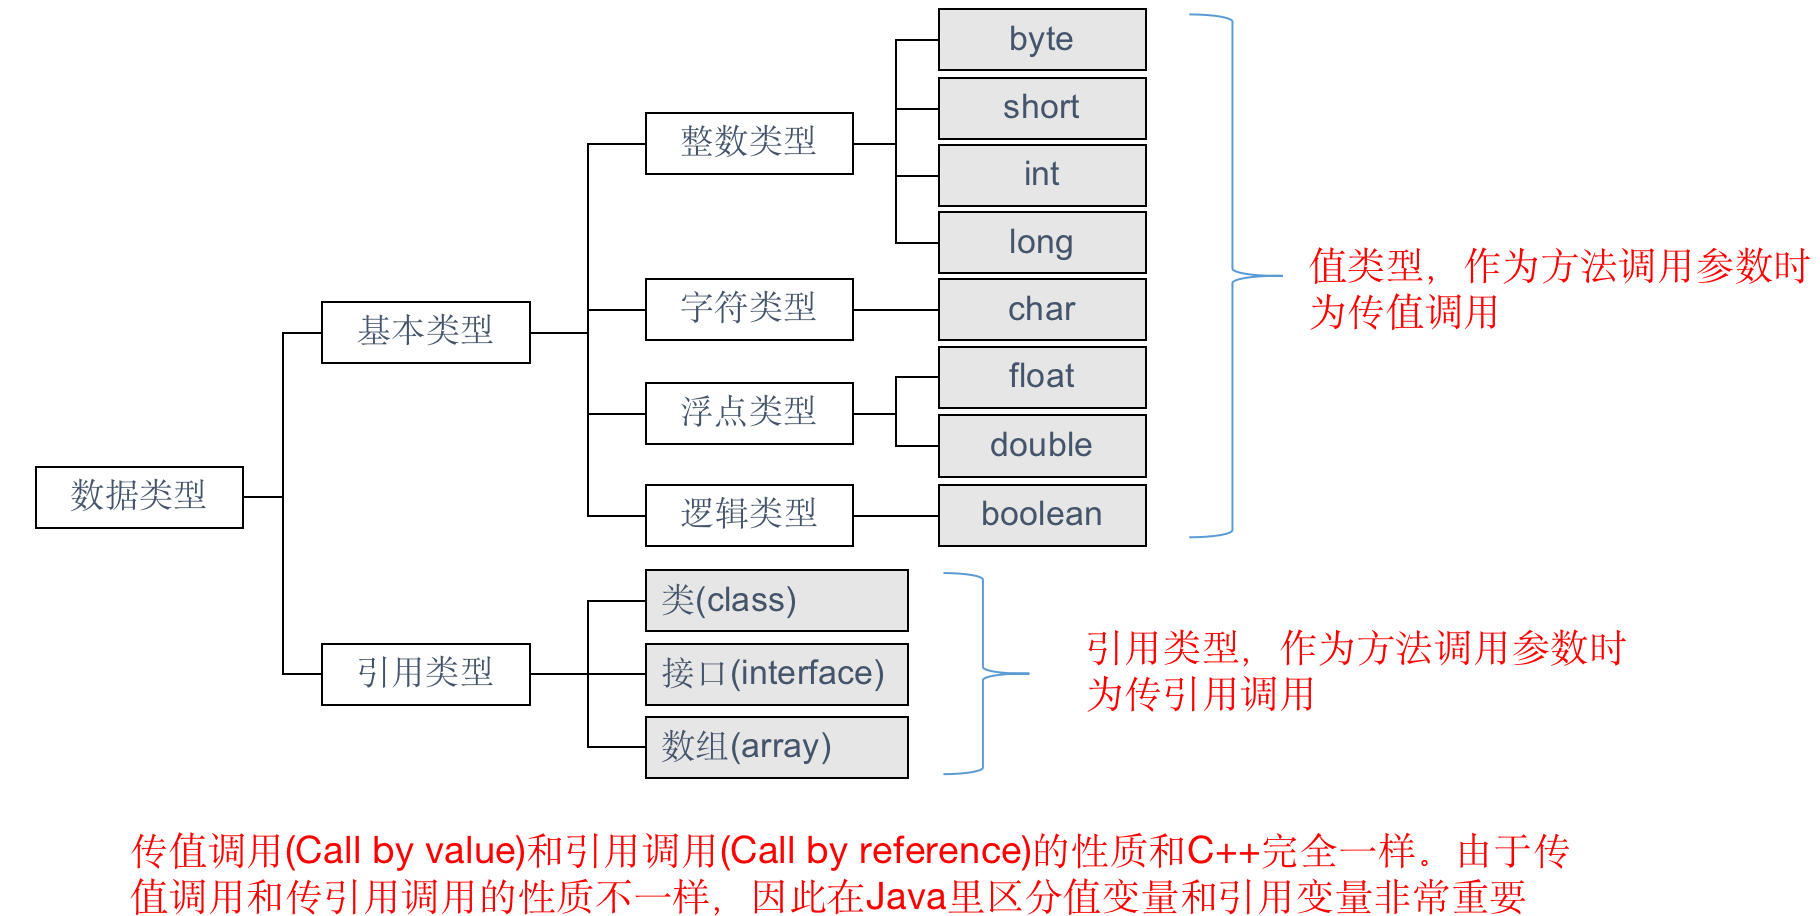 数据类型
基本类型
整数类型
byte
short
int
long
字符类型
char
浮点类型
float
double
逻辑类型
boolean
值类型，作为方法调用参数时
为传值调用
引用类型
类(class)
接口(interface)
数组(array)
引用类型，作为方法调用参数时
为传引用调用
传值调用(Call by value)和引用调用(Call by reference)的性质和C++完全一样。由于传
值调用和传引用调用的性质不一样，因此在Java里区分值变量和引用变量非常重要